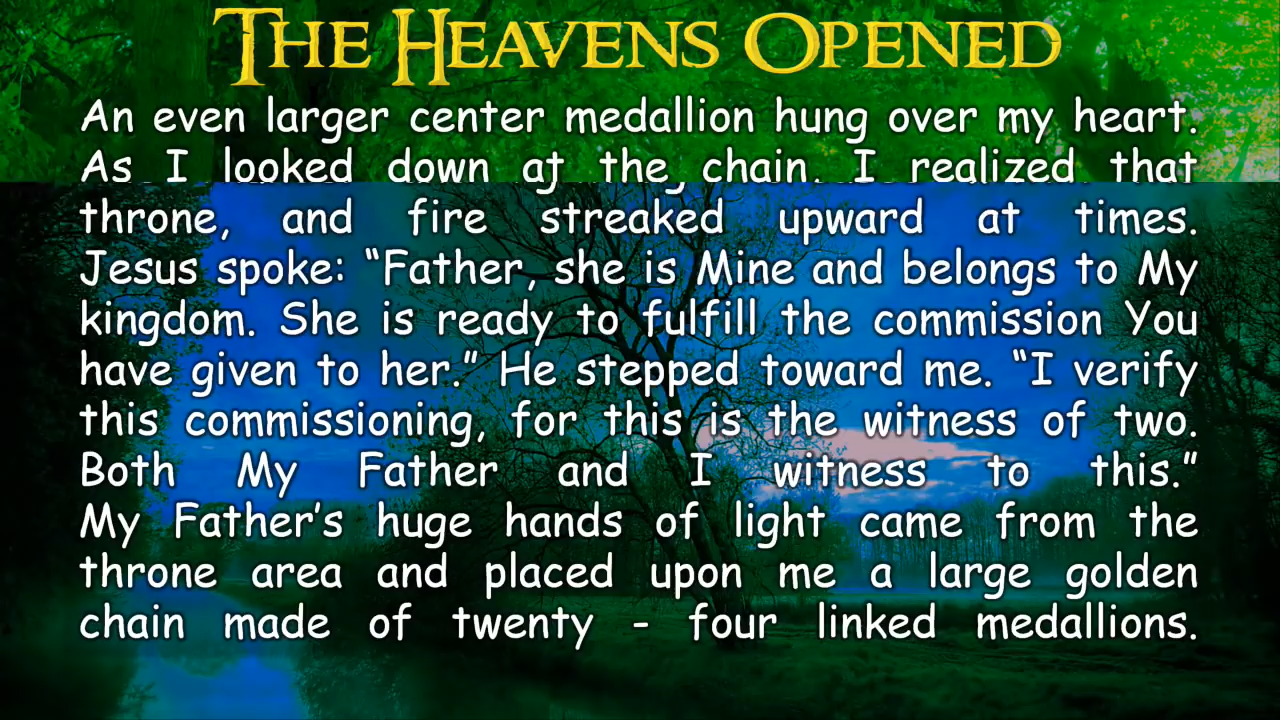 THE HEAVENS OPENED
An even larger center medallion hung over my heart.
As I looked down at the chain, I realized that
throne, and fire streaked upward at times.
Jesus spoke: “Father, she is Mine and belongs to My
kingdom. She is ready to fulfill the commission You
have given to her.” He stepped toward me. “I verify
this commissioning, for this is the witness of two.
Both My Father and I witness to this.”
My Father’s huge hands of light came from the
throne area and placed upon me a large golden
chain made of twenty - four linked medallions.